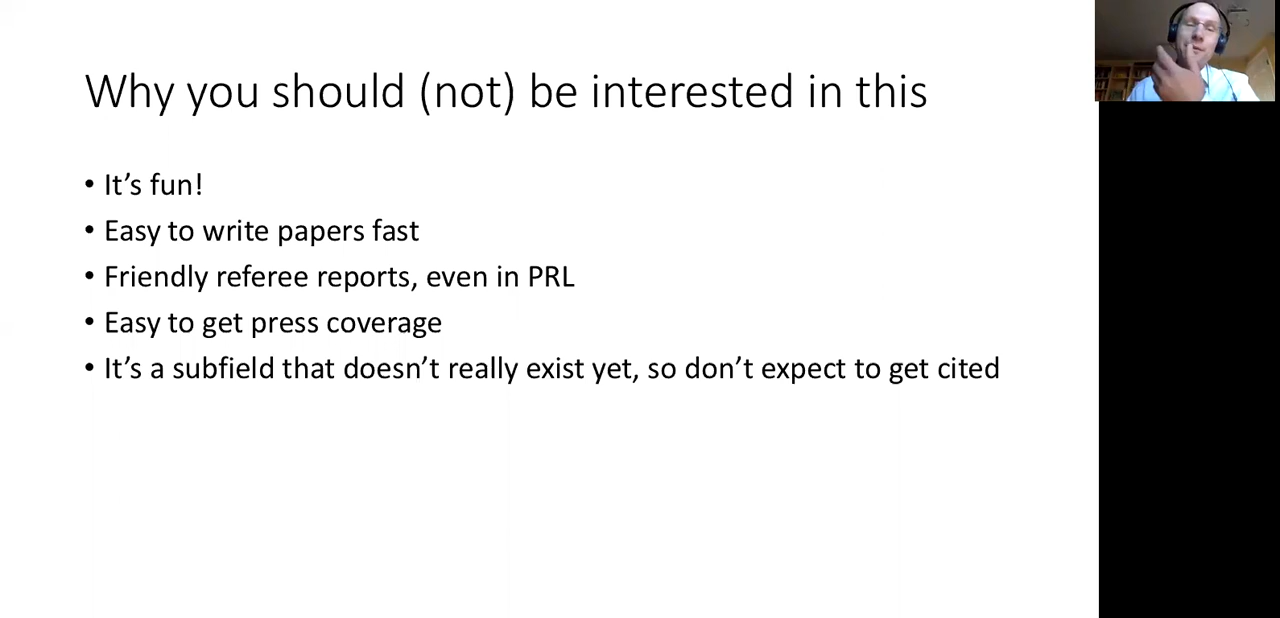 Why you should (not) be interested in this
• It’s fun!
• Easy to write papers fast
• Friendly referee reports, even in PRL
• Easy to get press coverage
• It’s a subfield that doesn’t really exist yet, so don’t expect to get cited